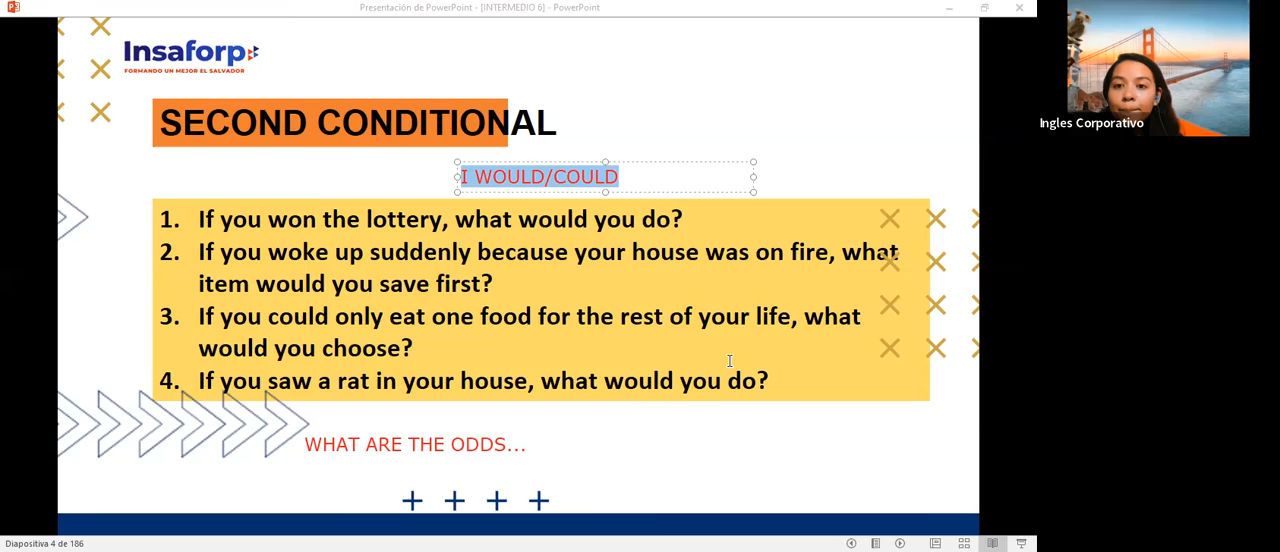 Presentación de PowerPoint - [INTERMEDIO 6] - PowerPoint
Insaforp
FORMANDO UN MEJOR EL SALVADOR
SECOND CONDITIONAL
I WOULD/COULD
1. If you won the lottery, what would you do?
2. If you woke up suddenly because your house was on fire, what
item would you save first?
3. If you could only eat one food for the rest of your life, what
would you choose?
4. If you saw a rat in your house, what would you do?
WHAT ARE THE ODDS...
Diapositiva 4 de 186
Ingles Corporativo